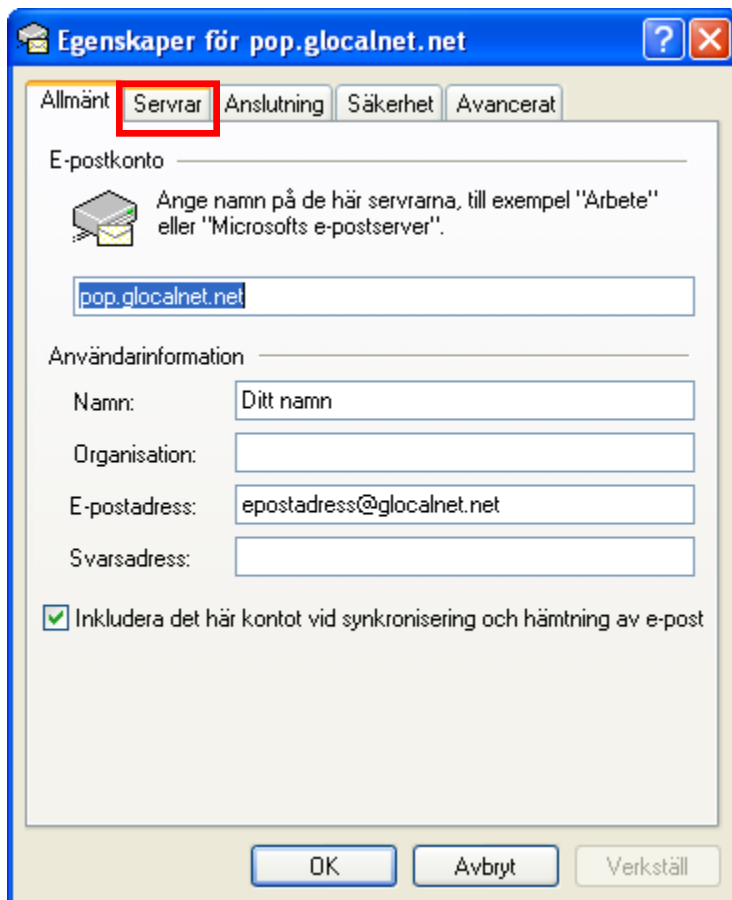 Egenskaper för pop.glocalnet.net
Allmänt Servrar Anslutning Säkerhet Avancerat
E-postkonto
Ange namn på de här servrarna, till exempel "Arbete"
eller "Microsofts e-postserver".
pop.glocalnet.net
Användarinformation
Namn: Ditt namn
Organisation:
E-postadress: epostadress@glocalnet.net
Svarsadress:
Inkludera det här kontot vid synkronisering och hämtning av e-post
OK Avbryt Verkställ